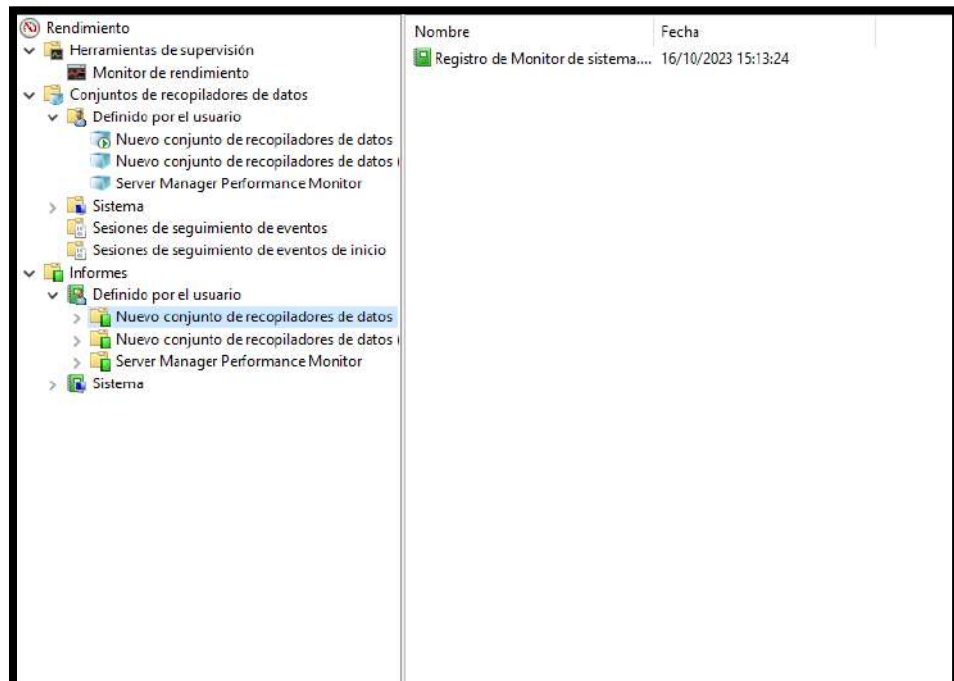 Rendimiento
Herramientas de supervisión
Monitor de rendimiento
Conjuntos de recopiladores de datos
Definido por el usuario
Nuevo conjunto de recopiladores de datos
Nuevo conjunto de recopiladores de datos (
Server Manager Performance Monitor
Sistema
Sesiones de seguimiento de eventos
Sesiones de seguimiento de eventos de inicio
Informes
Definido por el usuario
Nuevo conjunto de recopiladores de datos
Nuevo conjunto de recopiladores de datos (
Server Manager Performance Monitor
Sistema
Nombre Fecha
Registro de Monitor de sistema.... 16/10/2023 15:13:24